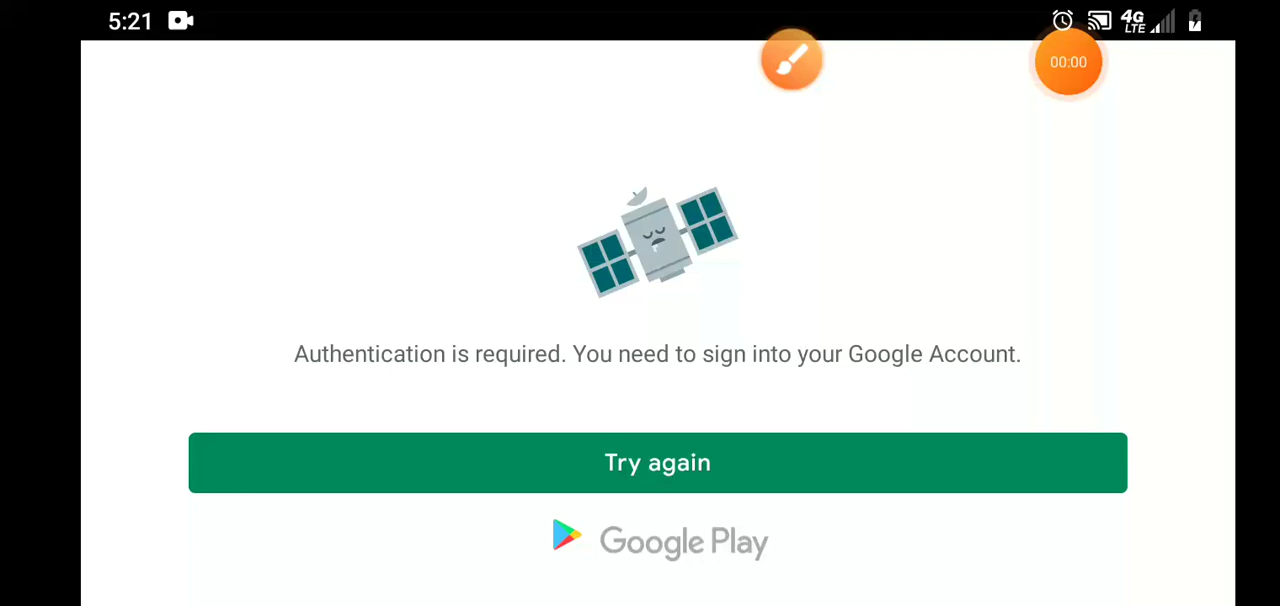 5:21
4G
LTE
00:00
Authentication is required. You need to sign into your Google Account.
Try again
Google Play